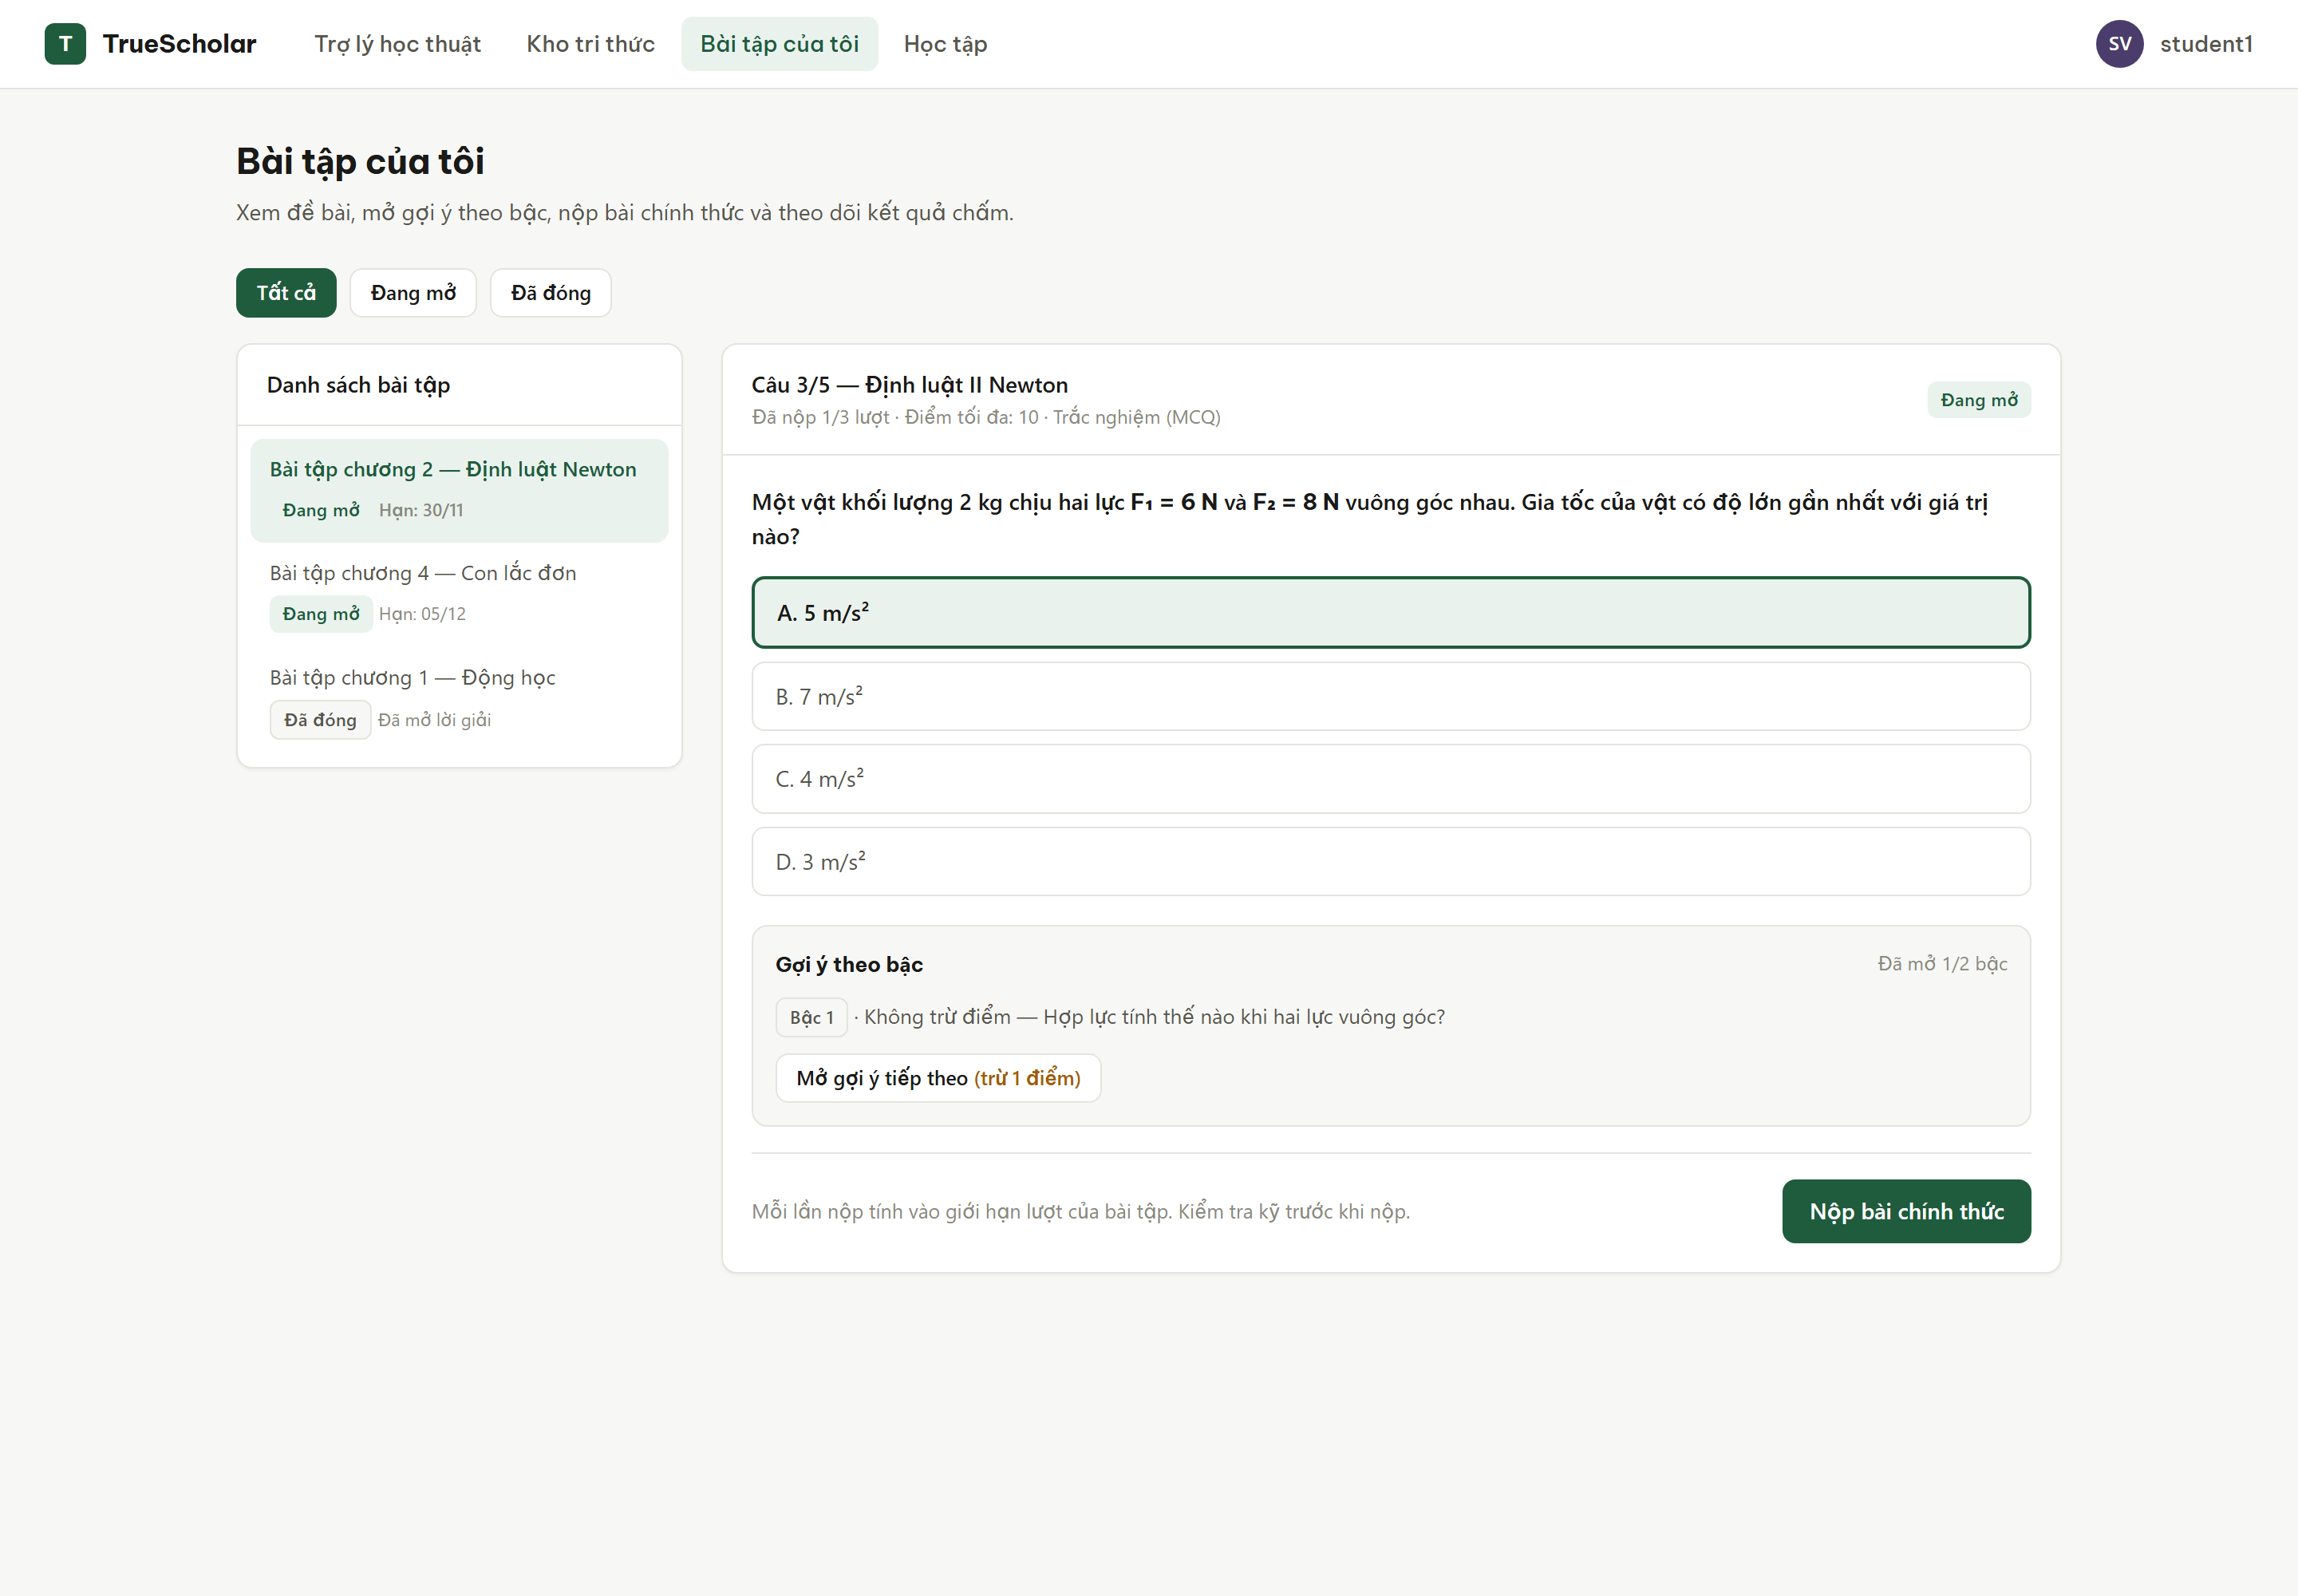 T TrueScholar Trợ lý học thuật Kho tri thức Bài tập của tôi Học tập SV student1
Bài tập của tôi
Xem đề bài, mở gợi ý theo bậc, nộp bài chính thức và theo dõi kết quả chấm.
Tất cả Đang mở Đã đóng
Danh sách bài tập
Bài tập chương 2 — Định luật Newton
Đang mở Hạn: 30/11
Bài tập chương 4 — Con lắc đơn
Đang mở Hạn: 05/12
Bài tập chương 1 — Động học
Đã đóng Đã mở lời giải
Câu 3/5 — Định luật II Newton
Đã nộp 1/3 lượt · Điểm tối đa: 10 · Trắc nghiệm (MCQ)
Đang mở
Một vật khối lượng 2 kg chịu hai lực F₁ = 6 N và F₂ = 8 N vuông góc nhau. Gia tốc của vật có độ lớn gần nhất với giá trị
nào?
A. 5 m/s²
B. 7 m/s²
C. 4 m/s²
D. 3 m/s²
Gợi ý theo bậc Đã mở 1/2 bậc
Bậc 1 · Không trừ điểm — Hợp lực tính thế nào khi hai lực vuông góc?
Mở gợi ý tiếp theo (trừ 1 điểm)
Mỗi lần nộp tính vào giới hạn lượt của bài tập. Kiểm tra kỹ trước khi nộp. Nộp bài chính thức